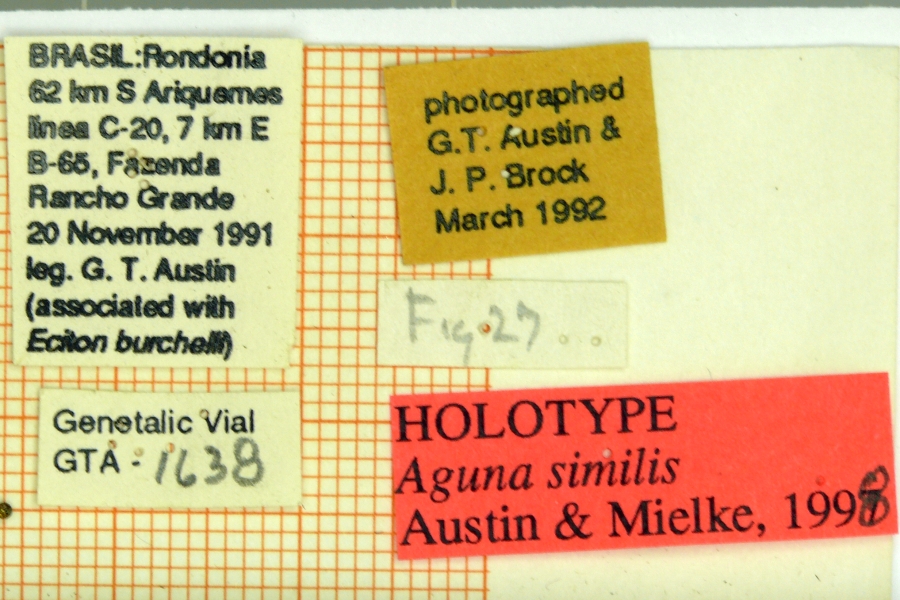 BRASIL:Rondonia
62 km S Ariquemes
linea C-20, 7 km E
B-65, Fazenda
Rancho Grande
20 November 1991
leg. G. T. Austin
(associated with
Eciton burchelli)
Genetalic Vial
GTA - 1638
photographed
G.T. Austin &
J. P. Brock
March 1992
Fig 27
HOLOTYPE
Aguna similis
Austin & Mielke, 1998